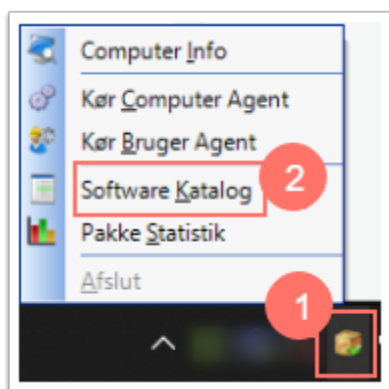 Computer Info
Kør Computer Agent
Kør Bruger Agent
Software Katalog
2
Pakke Statistik
Afslut
1